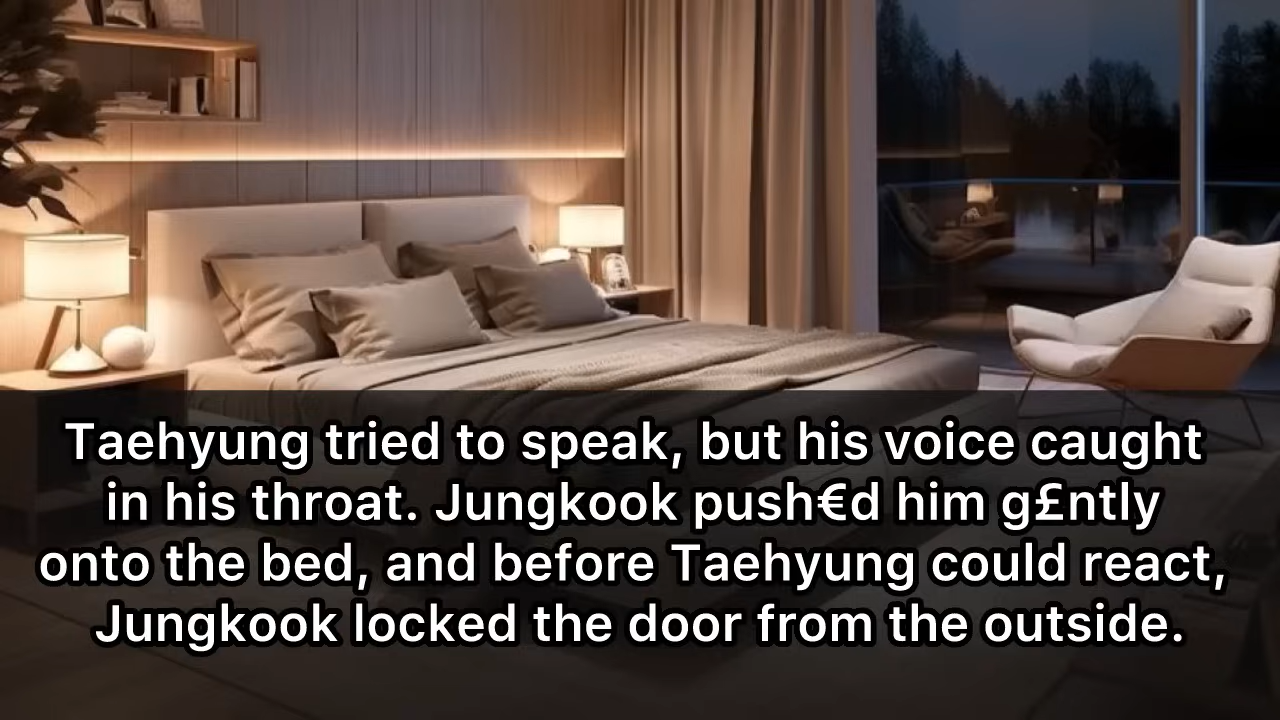 Taehyung tried to speak, but his voice caught
in his throat. Jungkook push€d him g£ntly
onto the bed, and before Taehyung could react,
Jungkook locked the door from the outside.